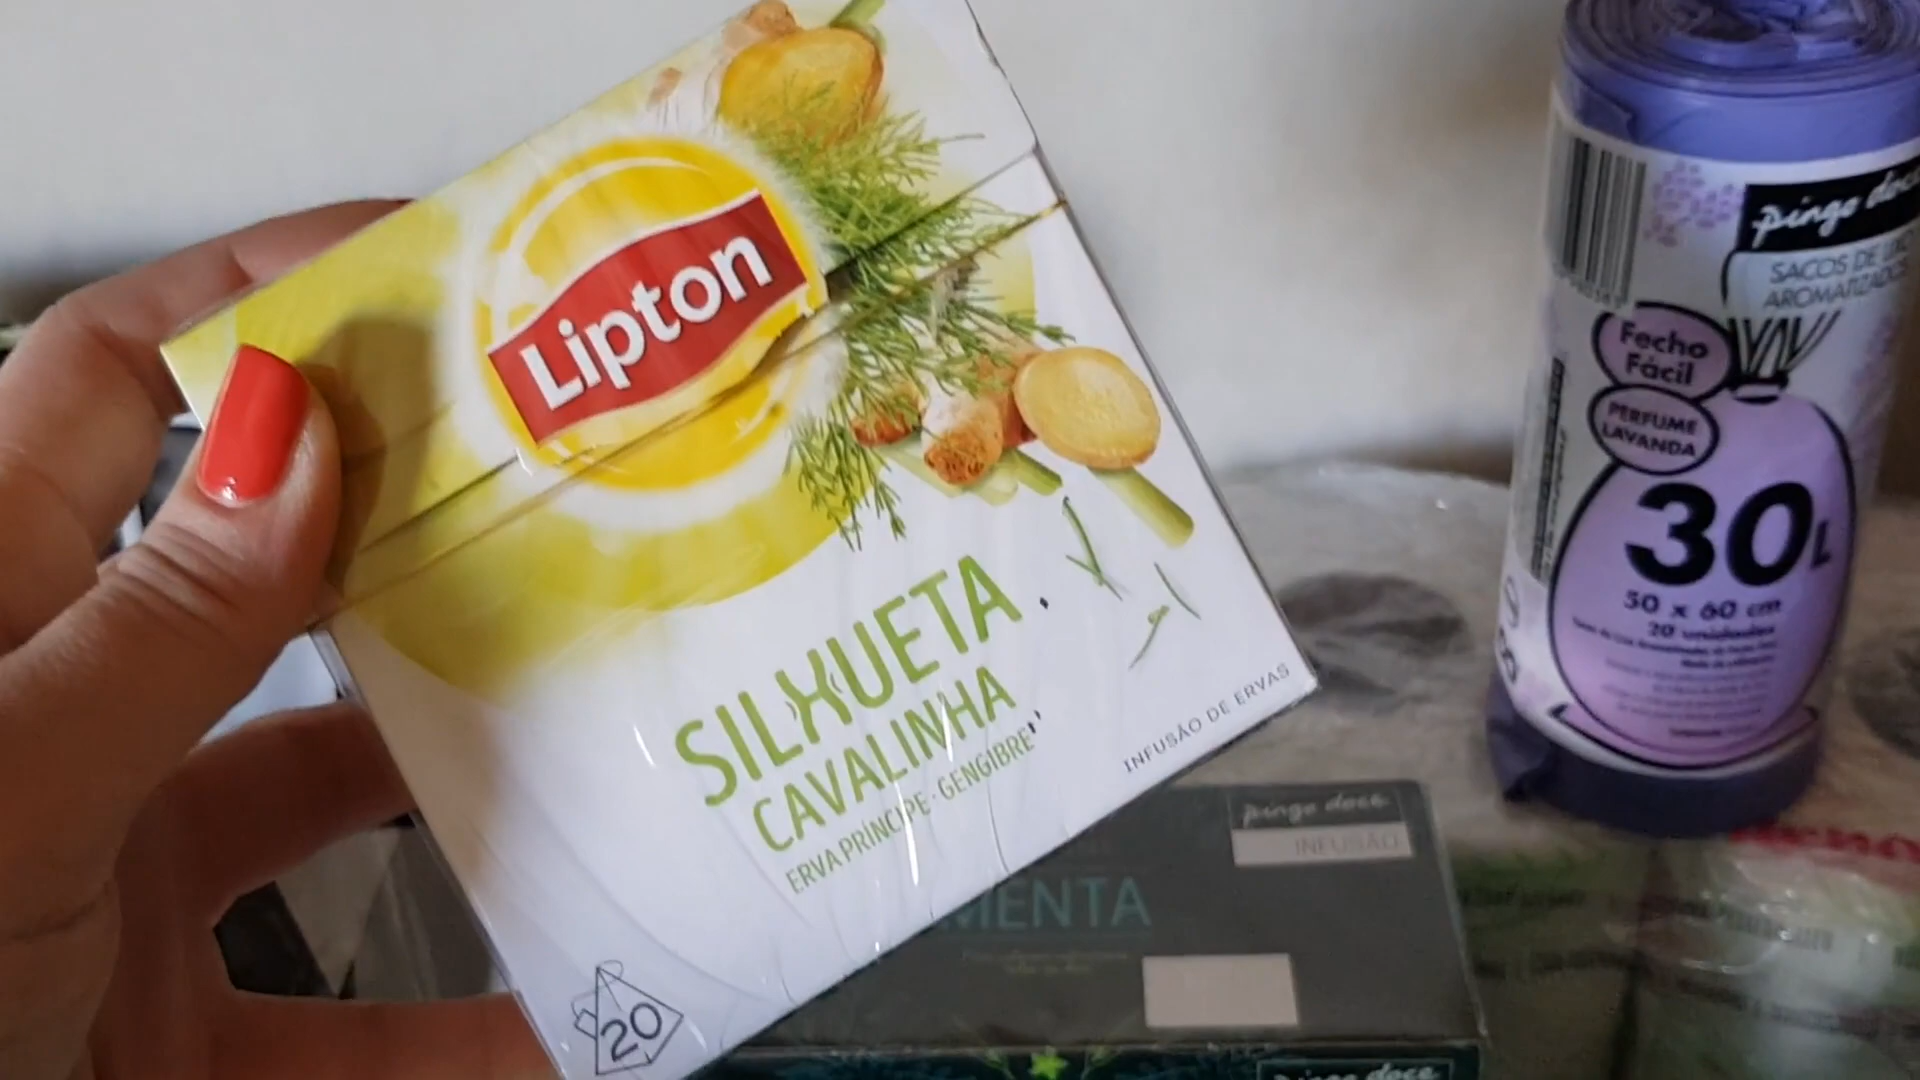 Lipton
SILHUETA
CAVALINHA
ERVA PRÍNCIPE · GENGIBRE
INFUSÃO DE ERVAS
20
pingo doce
SACOS DE LIXO
AROMATIZADOS
Fecho
Fácil
PERFUME
LAVANDA
30L
50 x 60 cm
20 unidades
pingo doce
INFUSÃO
MENTA
pingo doce